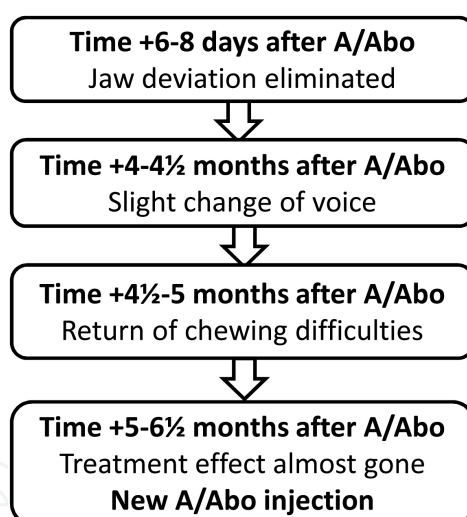 Time +6-8 days after A/Abo
Jaw deviation eliminated
Time +4-4½ months after A/Abo
Slight change of voice
Time +4½-5 months after A/Abo
Return of chewing difficulties
Time +5-6½ months after A/Abo
Treatment effect almost gone
New A/Abo injection